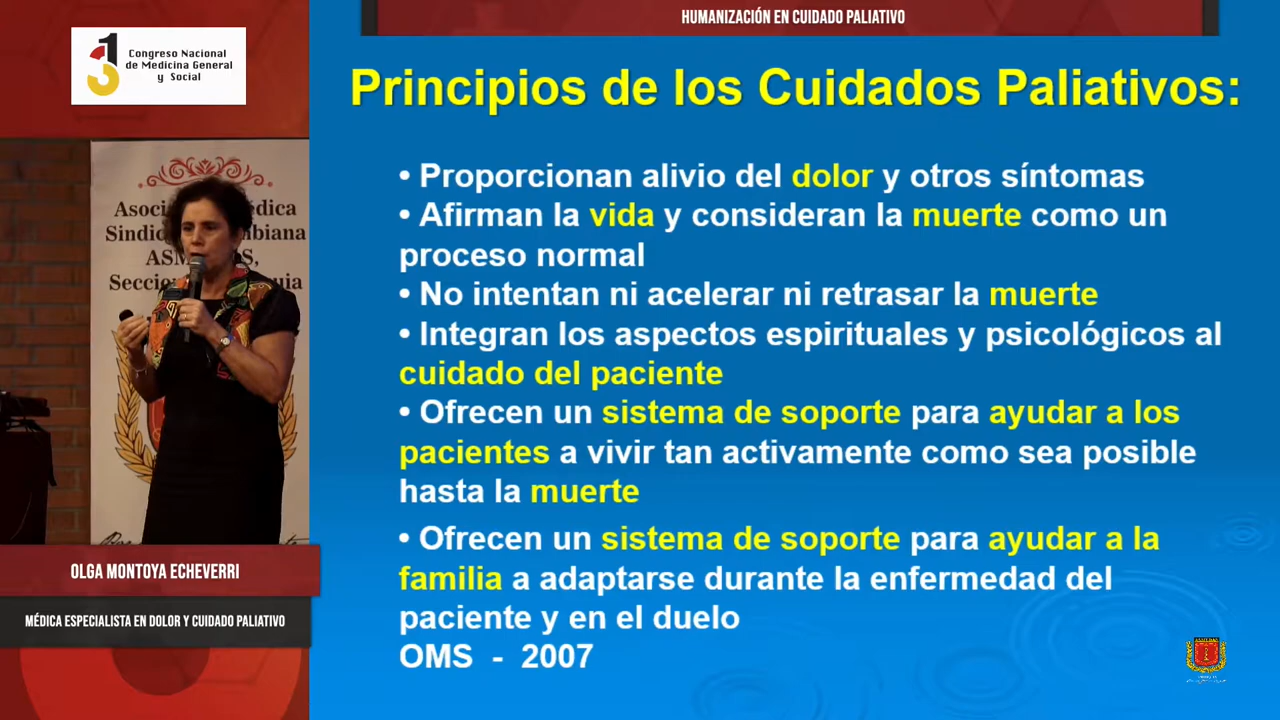 HUMANIZACIÓN EN CUIDADO PALIATIVO
13
Congreso Nacional
de Medicina General
y Social
Principios de los Cuidados Paliativos:
• Proporcionan alivio del dolor y otros síntomas
• Afirman la vida y consideran la muerte como un
proceso normal
• No intentan ni acelerar ni retrasar la muerte
• Integran los aspectos espirituales y psicológicos al
cuidado del paciente
• Ofrecen un sistema de soporte para ayudar a los
pacientes a vivir tan activamente como sea posible
hasta la muerte
• Ofrecen un sistema de soporte para ayudar a la
familia a adaptarse durante la enfermedad del
paciente y en el duelo
OMS - 2007
OLGA MONTOYA ECHEVERRI
MÉDICA ESPECIALISTA EN DOLOR Y CUIDADO PALIATIVO